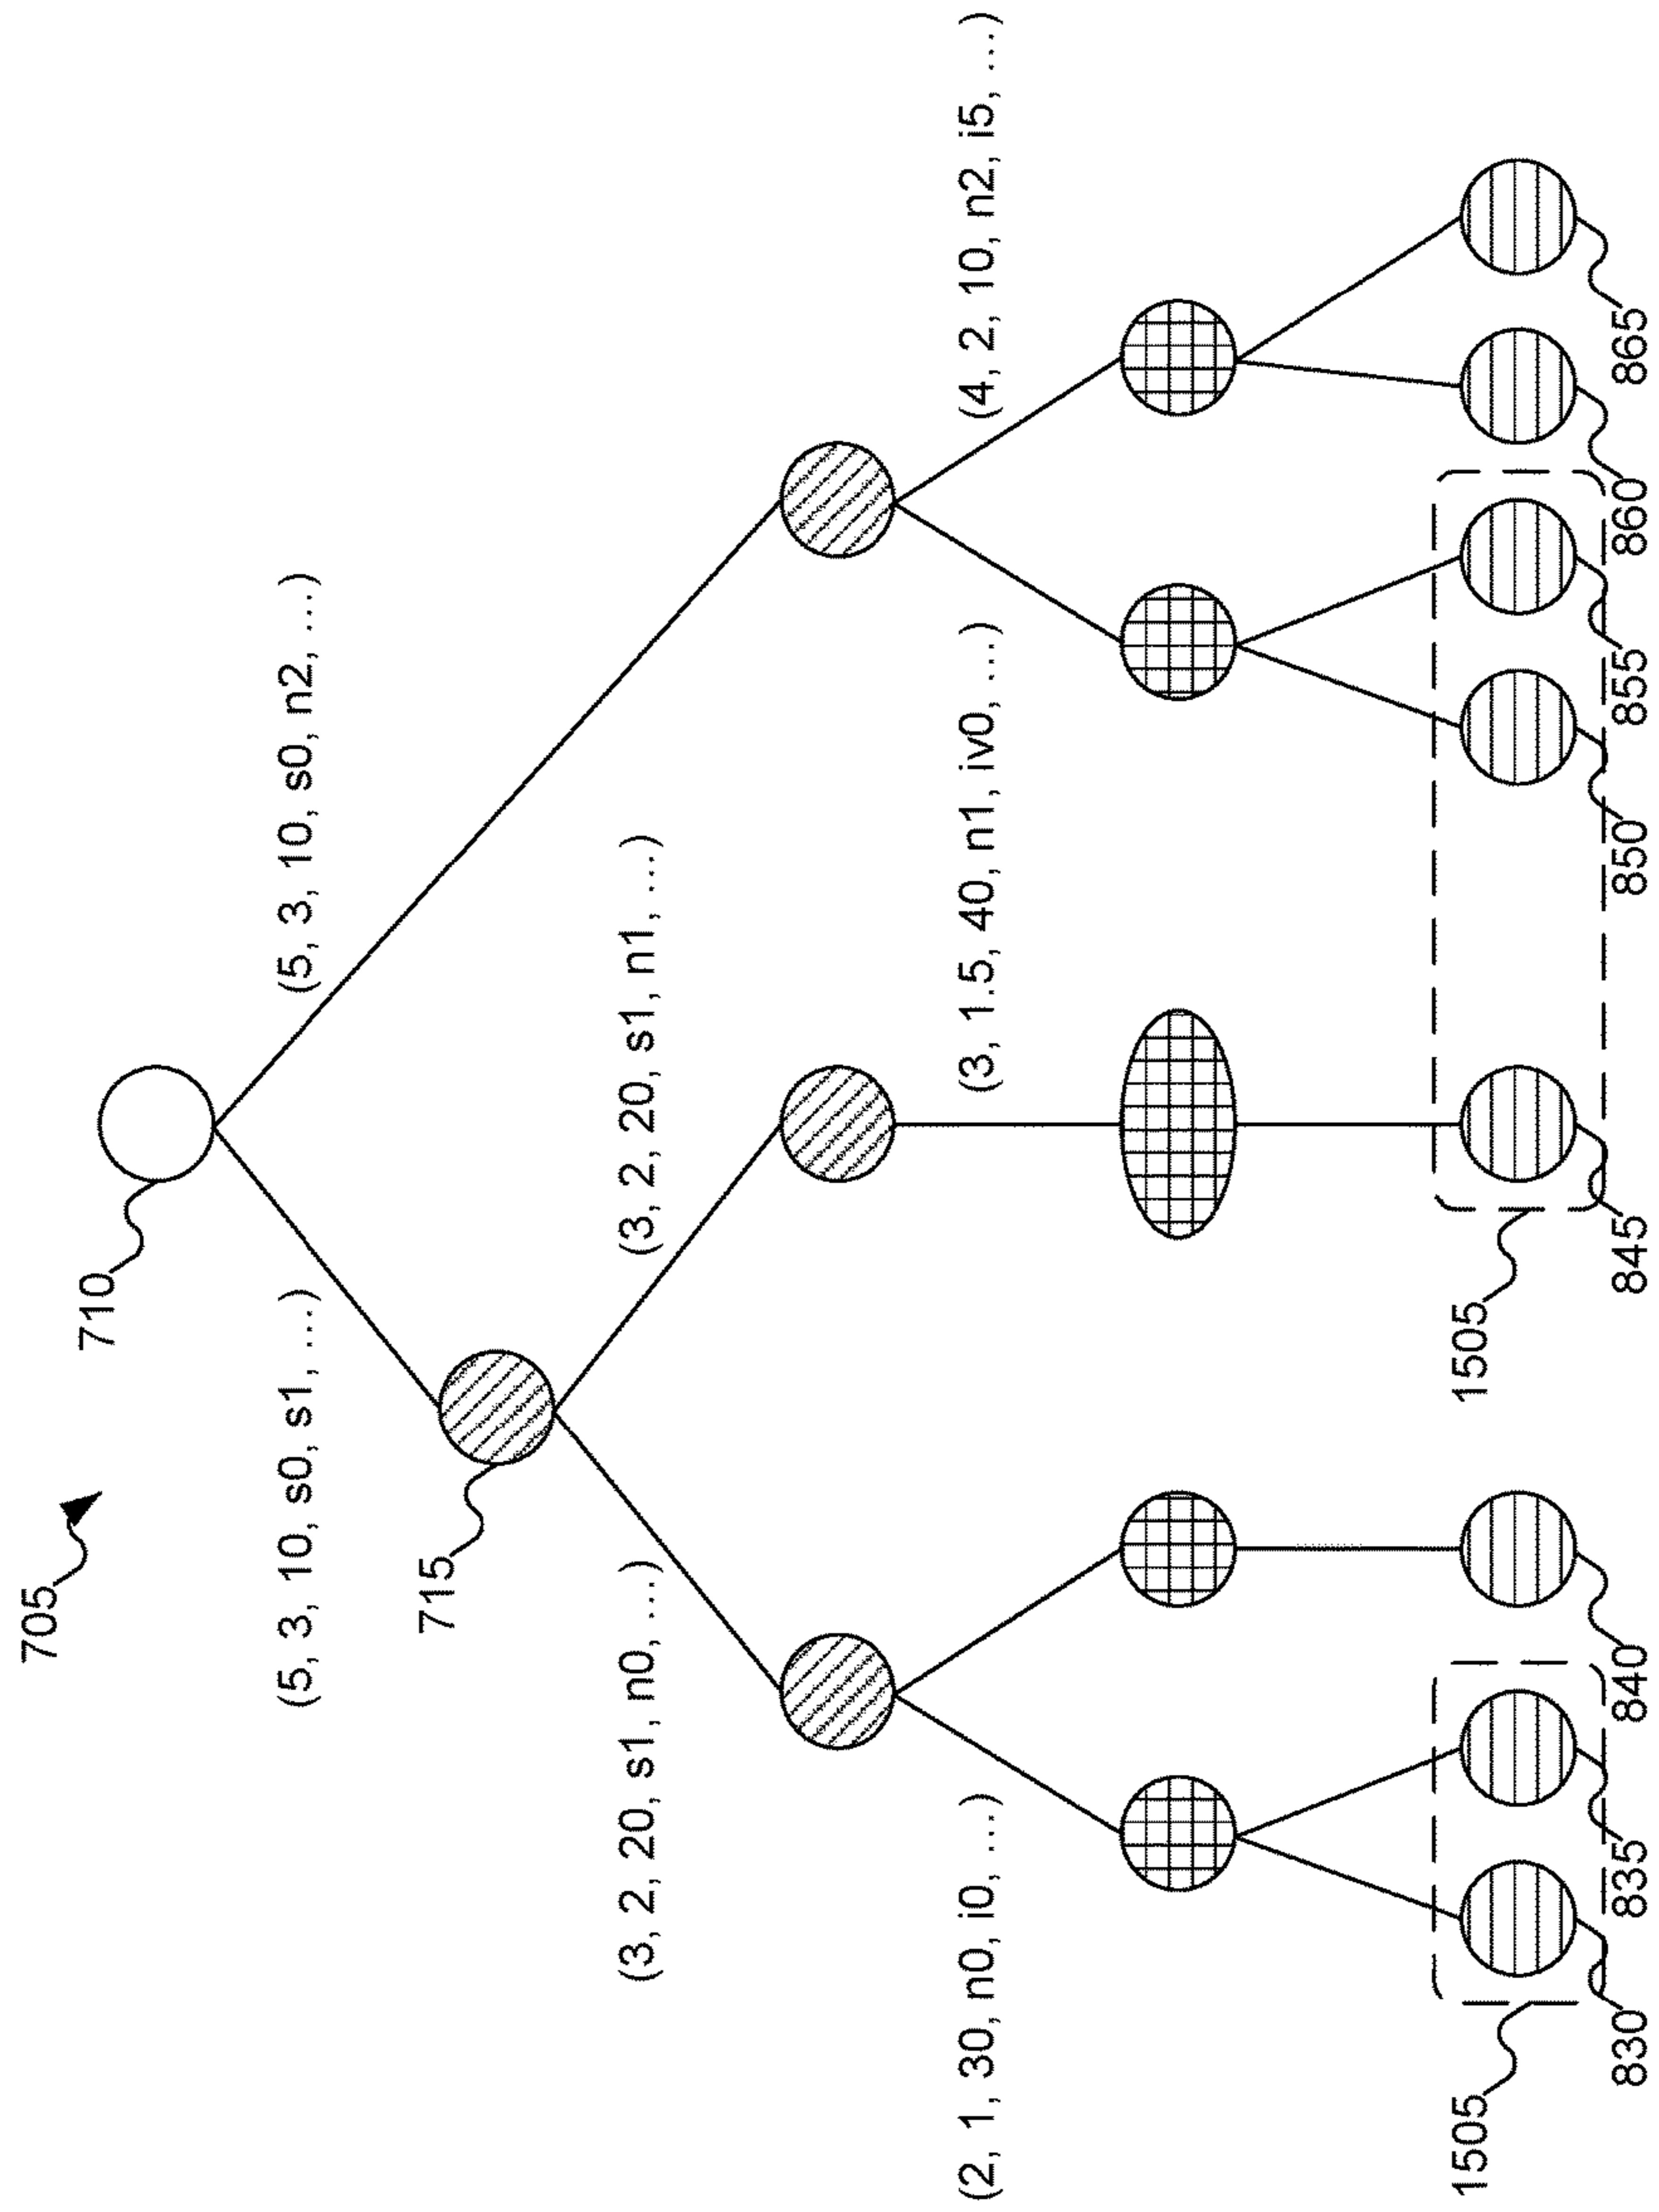 705
710
(5, 3, 10, s0, s1, ...)
(5, 3, 10, s0, n2, ...)
715
(3, 2, 20, s1, n0, ...)
(3, 2, 20, s1, n1, ...)
(2, 1, 30, n0, i0, ...)
(3, 1.5, 40, n1, iv0, ...)
(4, 2, 10, n2, i5, ...)
1505
1505
830
835
840
845
850
855
860
865